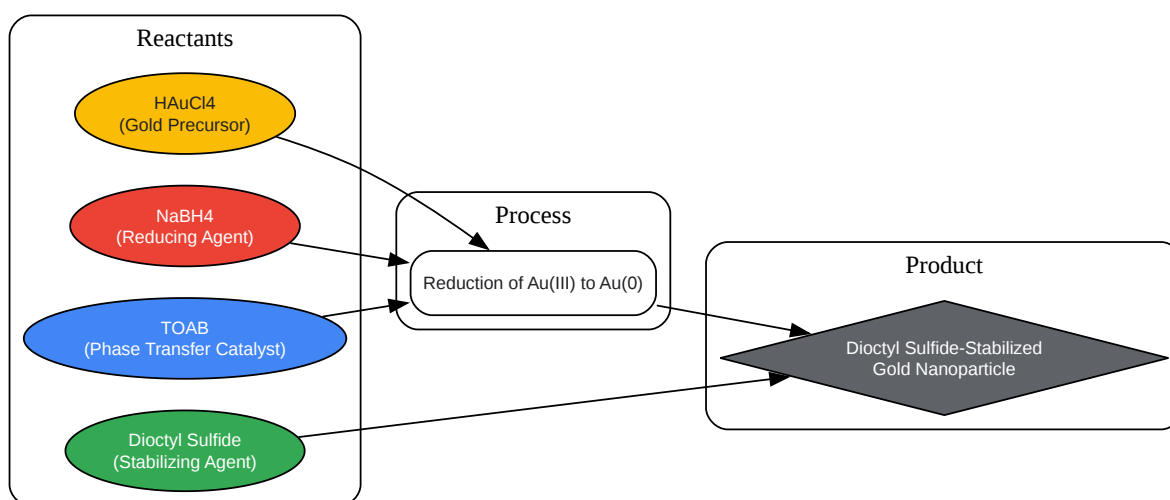 Reactants
HAuCl4
(Gold Precursor)
NaBH4
(Reducing Agent)
TOAB
(Phase Transfer Catalyst)
Dioctyl Sulfide
(Stabilizing Agent)
Process
Reduction of Au(III) to Au(0)
Product
Dioctyl Sulfide-Stabilized
Gold Nanoparticle